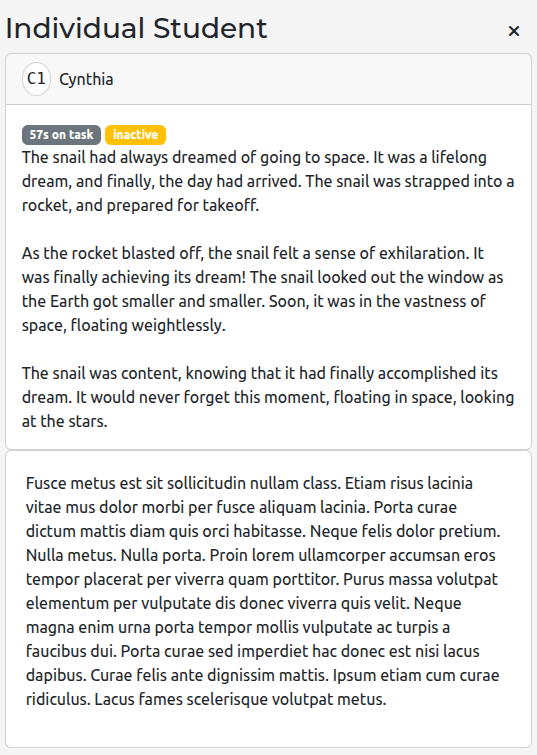 Individual Student
×
C1 Cynthia
57s on task inactive
The snail had always dreamed of going to space. It was a lifelong
dream, and finally, the day had arrived. The snail was strapped into a
rocket, and prepared for takeoff.
As the rocket blasted off, the snail felt a sense of exhilaration. It
was finally achieving its dream! The snail looked out the window as
the Earth got smaller and smaller. Soon, it was in the vastness of
space, floating weightlessly.
The snail was content, knowing that it had finally accomplished its
dream. It would never forget this moment, floating in space, looking
at the stars.
Fusce metus est sit sollicitudin nullam class. Etiam risus lacinia
vitae mus dolor morbi per fusce aliquam lacinia. Porta curae
dictum mattis diam quis orci habitasse. Neque felis dolor pretium.
Nulla metus. Nulla porta. Proin lorem ullamcorper accumsan eros
tempor placerat per viverra quam porttitor. Purus massa volutpat
elementum per vulputate dis donec viverra quis velit. Neque
magna enim urna porta tempor mollis vulputate ac turpis a
faucibus dui. Porta curae sed imperdiet hac donec est nisi lacus
dapibus. Curae felis ante dignissim mattis. Ipsum etiam cum curae
ridiculus. Lacus fames scelerisque volutpat metus.